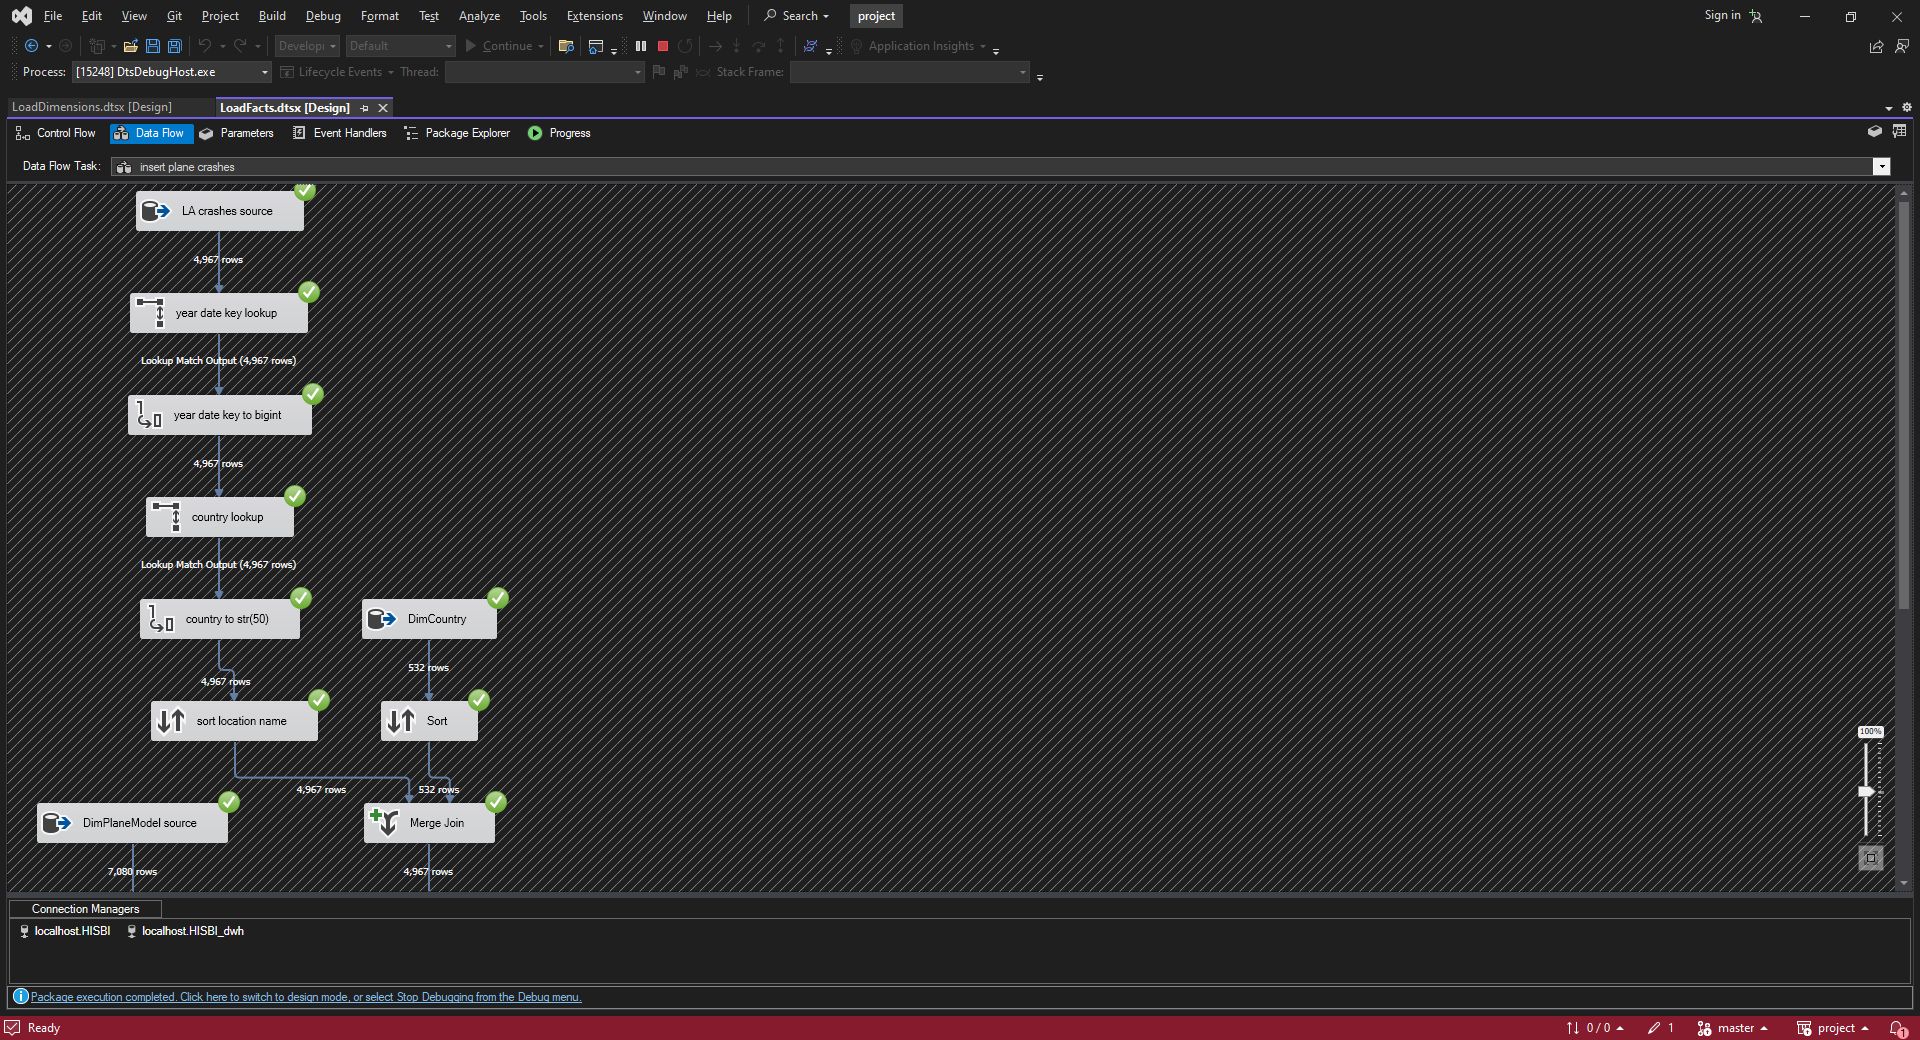 File Edit View Git Project Build Debug Format Test Analyze Tools Extensions Window Help Search project Sign in
Develop Default Continue Application Insights
Process: [15248] DtsDebugHost.exe Lifecycle Events Thread: Stack Frame:
LoadDimensions.dtsx [Design] LoadFacts.dtsx [Design]
Control Flow Data Flow Parameters Event Handlers Package Explorer Progress
Data Flow Task: insert plane crashes
LA crashes source
4,967 rows
year date key lookup
Lookup Match Output (4,967 rows)
year date key to bigint
4,967 rows
country lookup
Lookup Match Output (4,967 rows)
country to str(50) DimCountry
532 rows
4,967 rows
sort location name Sort
100%
4,967 rows 532 rows
DimPlaneModel source Merge Join
7,080 rows 4,967 rows
Connection Managers
localhost.HISBI localhost.HISBI_dwh
Package execution completed. Click here to switch to design mode, or select Stop Debugging from the Debug menu.
Ready 0 / 0 1 master project 1